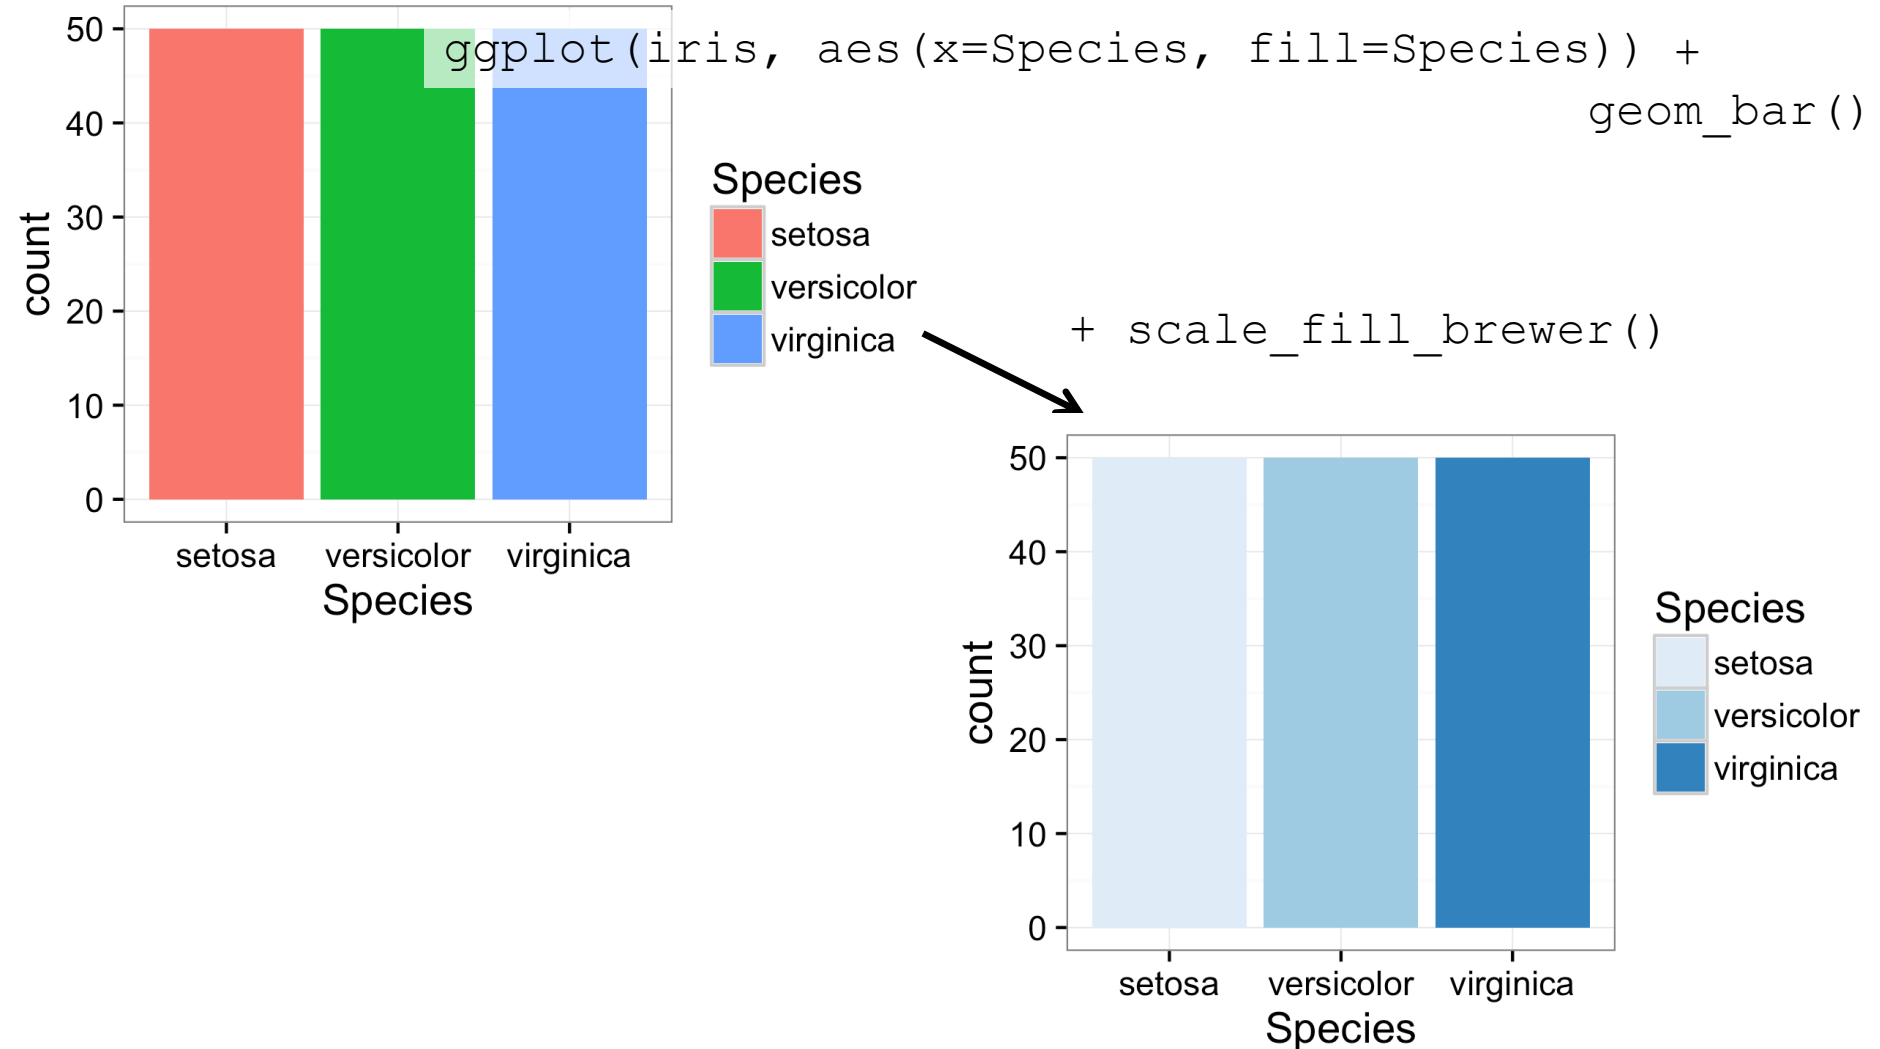 ggplot(iris, aes(x=Species, fill=Species)) +
geom_bar()
50
40
30
20
10
0
count
setosa versicolor virginica
Species
Species
setosa
versicolor
virginica
+ scale_fill_brewer()
50
40
30
20
10
0
count
setosa versicolor virginica
Species
Species
setosa
versicolor
virginica